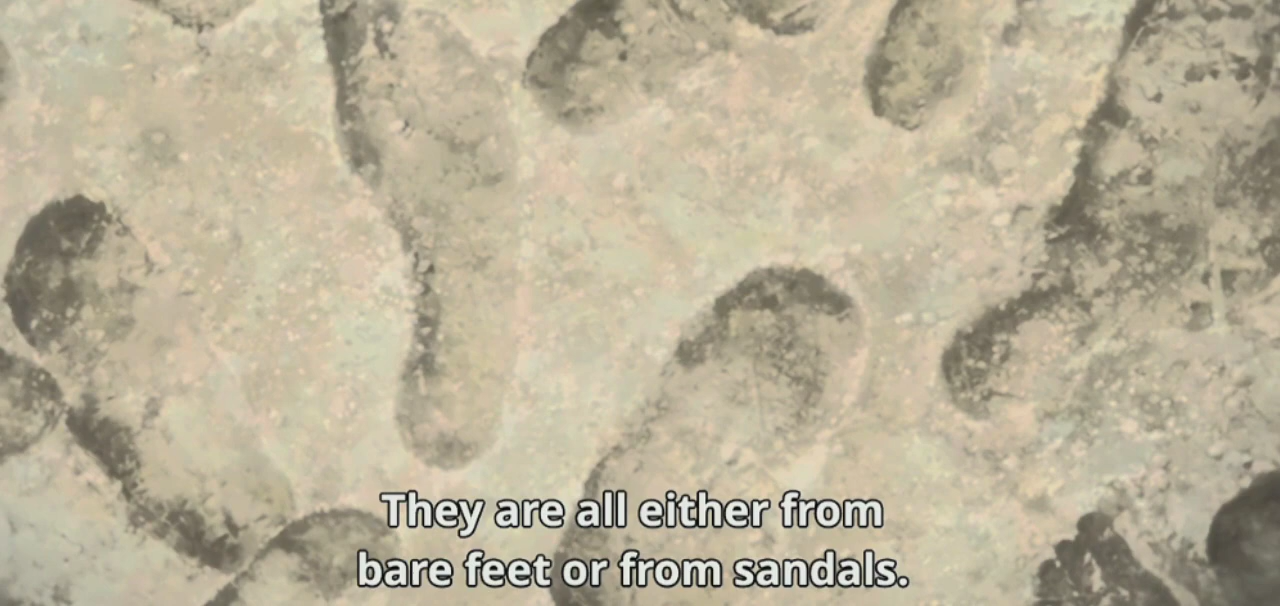 They are all either from
bare feet or from sandals.